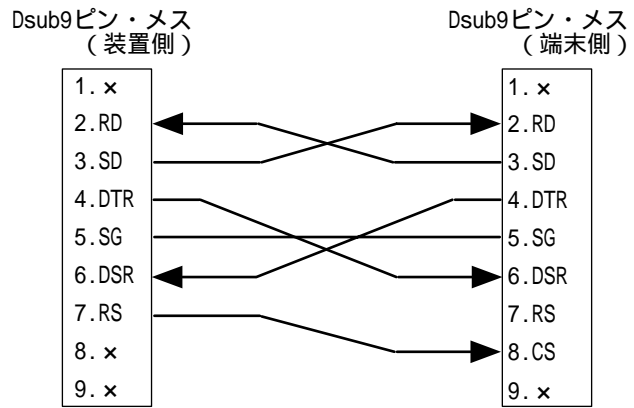 Dsub9ピン・メス
(装置側)
1. ×
2.RD
3.SD
4.DTR
5.SG
6.DSR
7.RS
8. ×
9. ×
Dsub9ピン・メス
(端末側)
1. ×
2.RD
3.SD
4.DTR
5.SG
6.DSR
7.RS
8.CS
9. ×